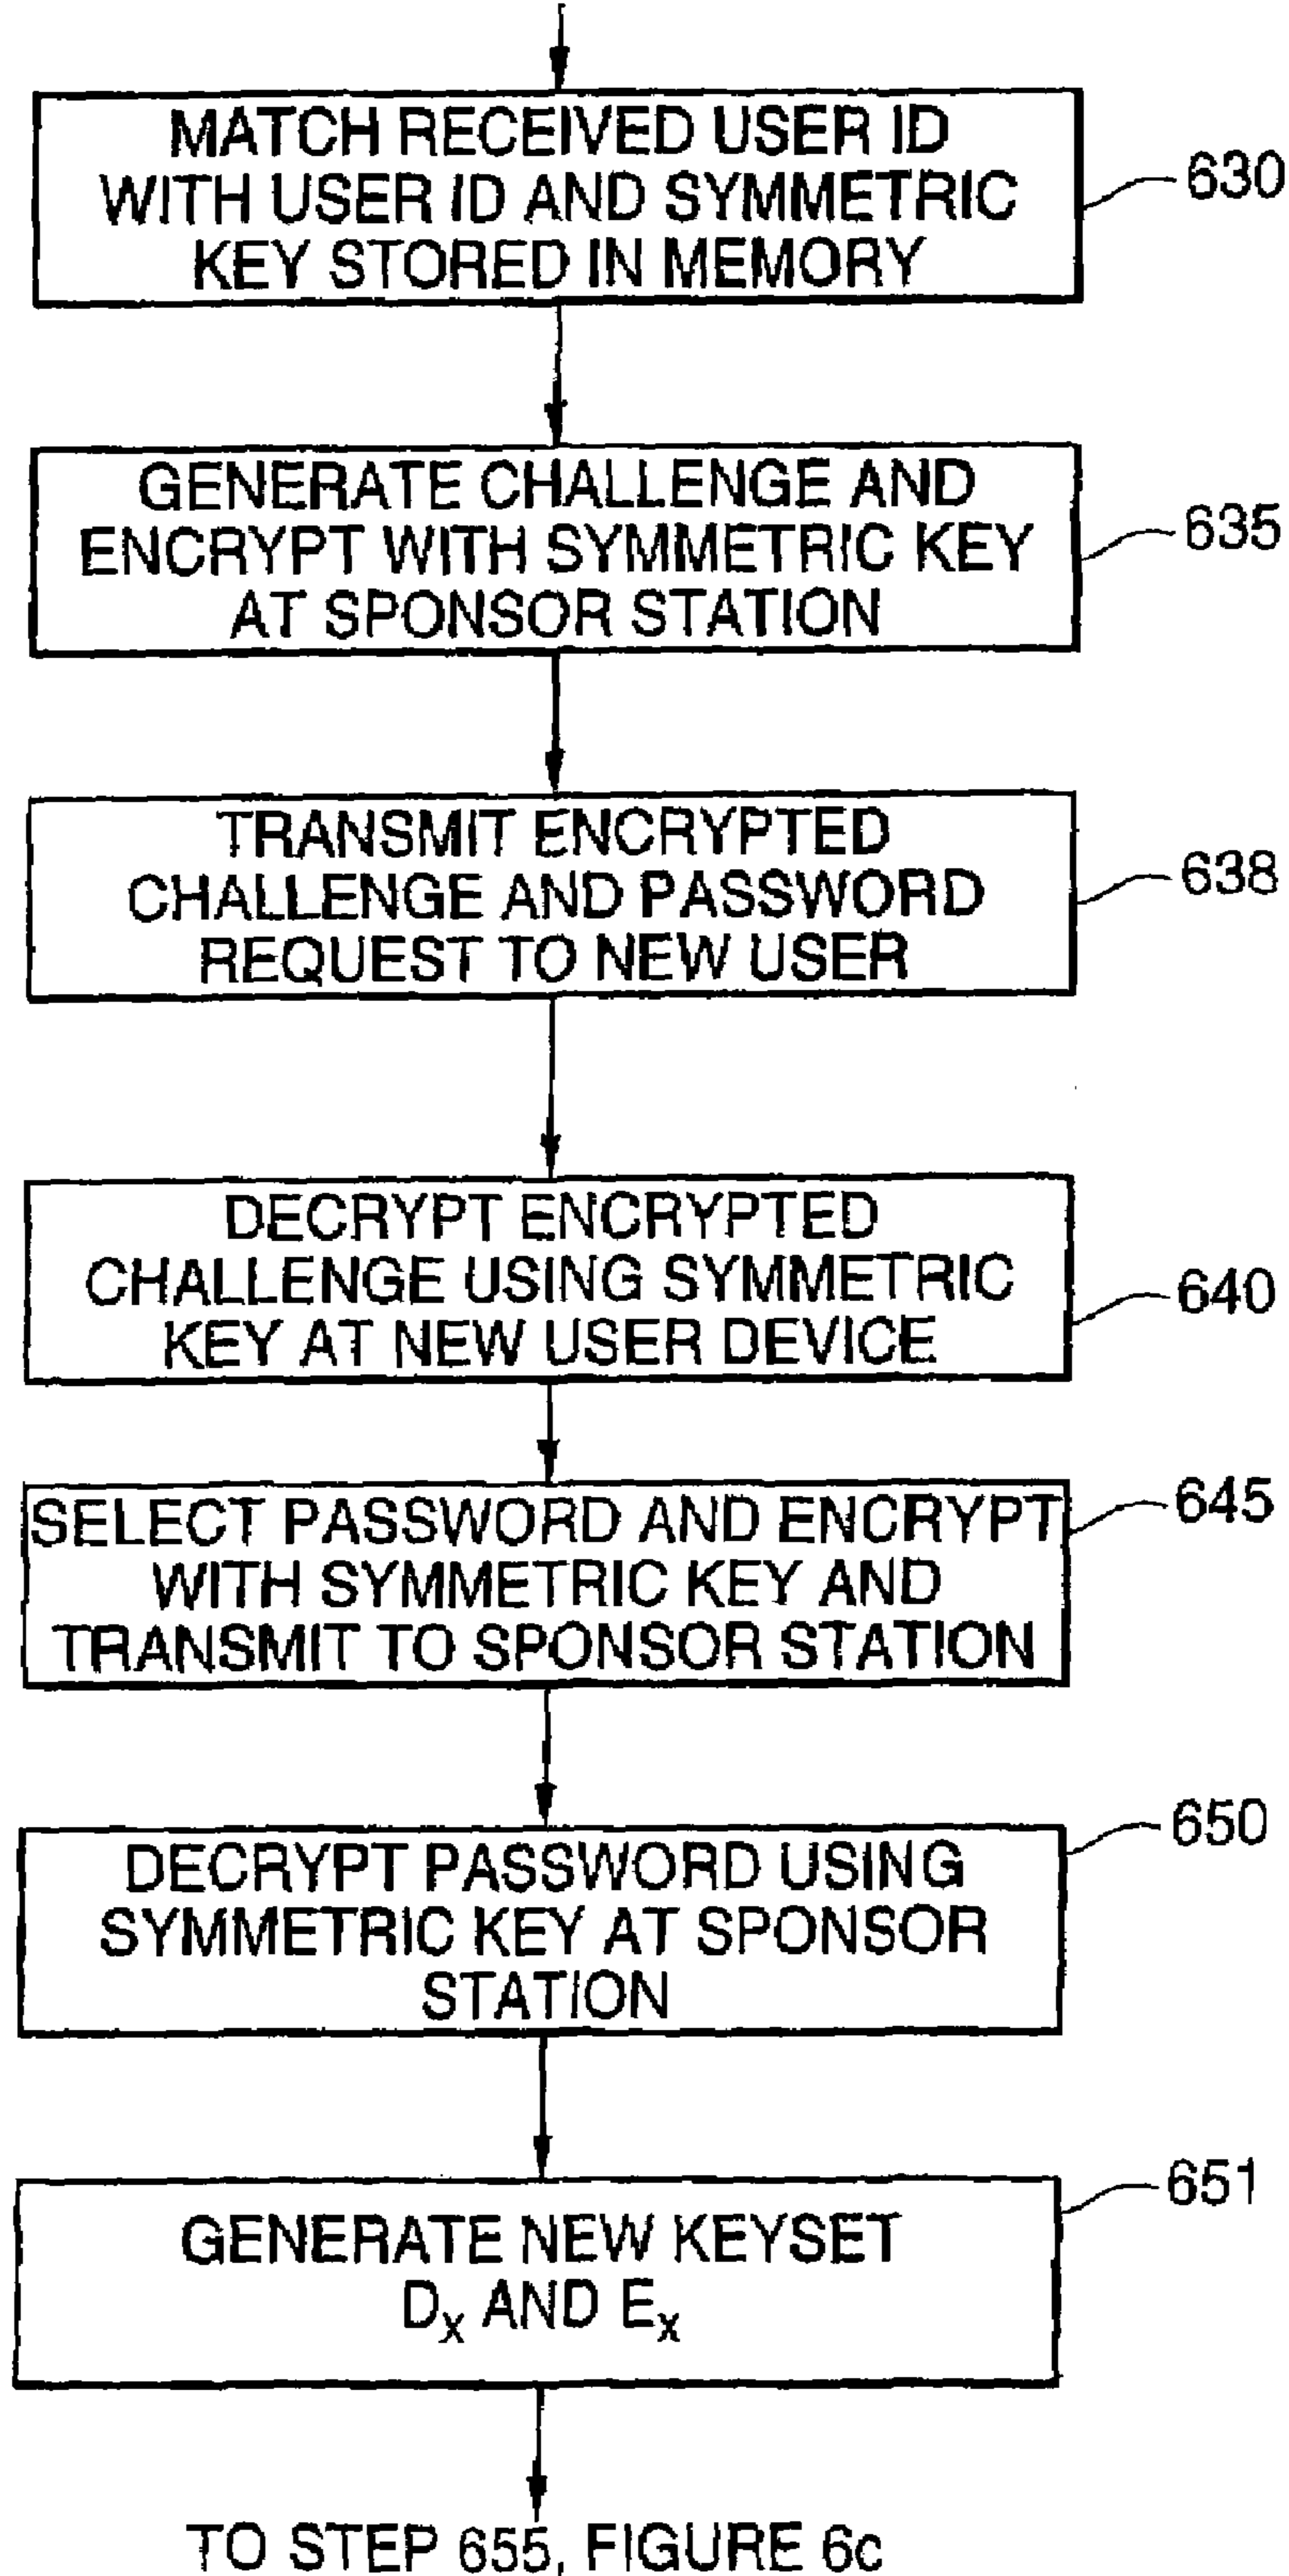 MATCH RECEIVED USER ID
WITH USER ID AND SYMMETRIC
KEY STORED IN MEMORY
630
GENERATE CHALLENGE AND
ENCRYPT WITH SYMMETRIC KEY
AT SPONSOR STATION
635
TRANSMIT ENCRYPTED
CHALLENGE AND PASSWORD
REQUEST TO NEW USER
638
DECRYPT ENCRYPTED
CHALLENGE USING SYMMETRIC
KEY AT NEW USER DEVICE
640
SELECT PASSWORD AND ENCRYPT
WITH SYMMETRIC KEY AND
TRANSMIT TO SPONSOR STATION
645
DECRYPT PASSWORD USING
SYMMETRIC KEY AT SPONSOR
STATION
650
GENERATE NEW KEYSET
Dₓ AND Eₓ
651
TO STEP 655, FIGURE 6c